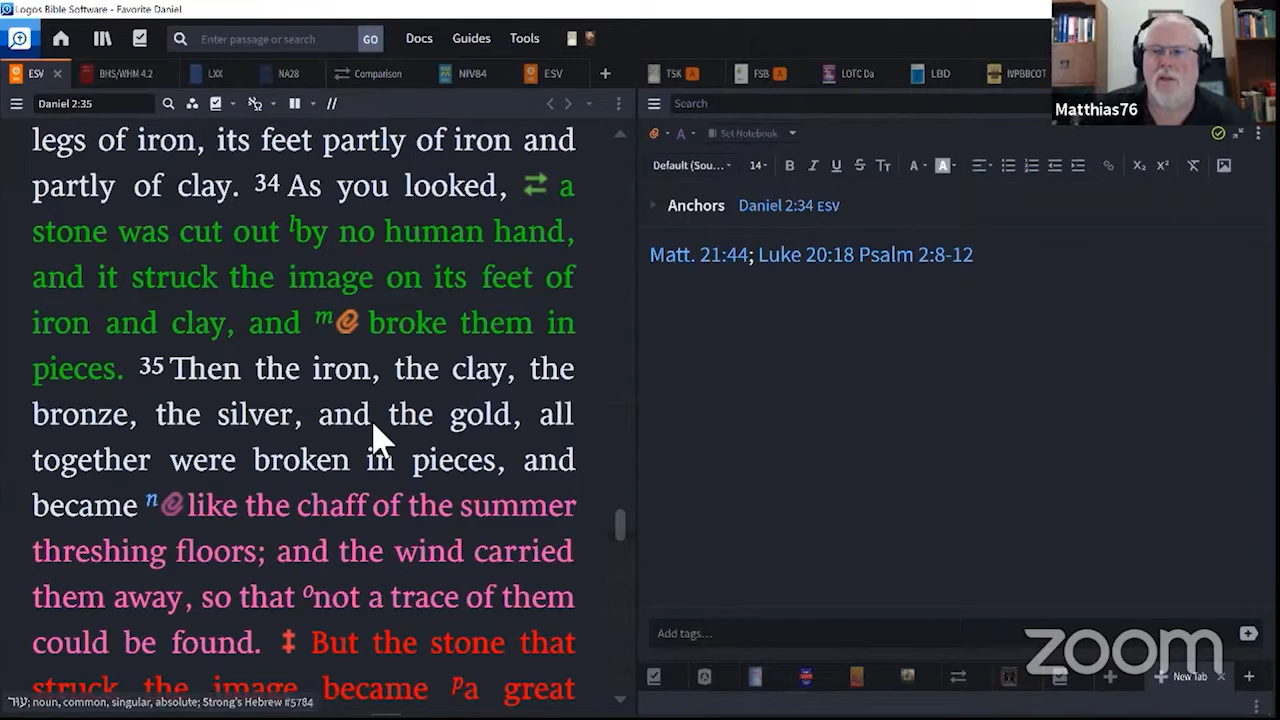 Logos Bible Software - Favorite Daniel
Enter passage or search
GO
Docs
Guides
Tools
ESV
BHS/WHM 4.2
LXX
NA28
Comparison
NIV84
ESV
TSK
A
FSB
A
LOTC Da
LBD
IVPBBCOT
Matthias76
Daniel 2:35
Search
Set Notebook
Default (Sou...
14
Anchors Daniel 2:34 ESV
Matt. 21:44; Luke 20:18 Psalm 2:8-12
legs of iron, its feet partly of iron and
partly of clay. 34 As you looked, a
stone was cut out l by no human hand,
and it struck the image on its feet of
iron and clay, and m broke them in
pieces. 35 Then the iron, the clay, the
bronze, the silver, and the gold, all
together were broken in pieces, and
became n like the chaff of the summer
threshing floors; and the wind carried
them away, so that o not a trace of them
could be found. ‡ But the stone that
struck the image became p a great
noun, common, singular, absolute; Strong's Hebrew #5784
Add tags...
zoom
New Tab